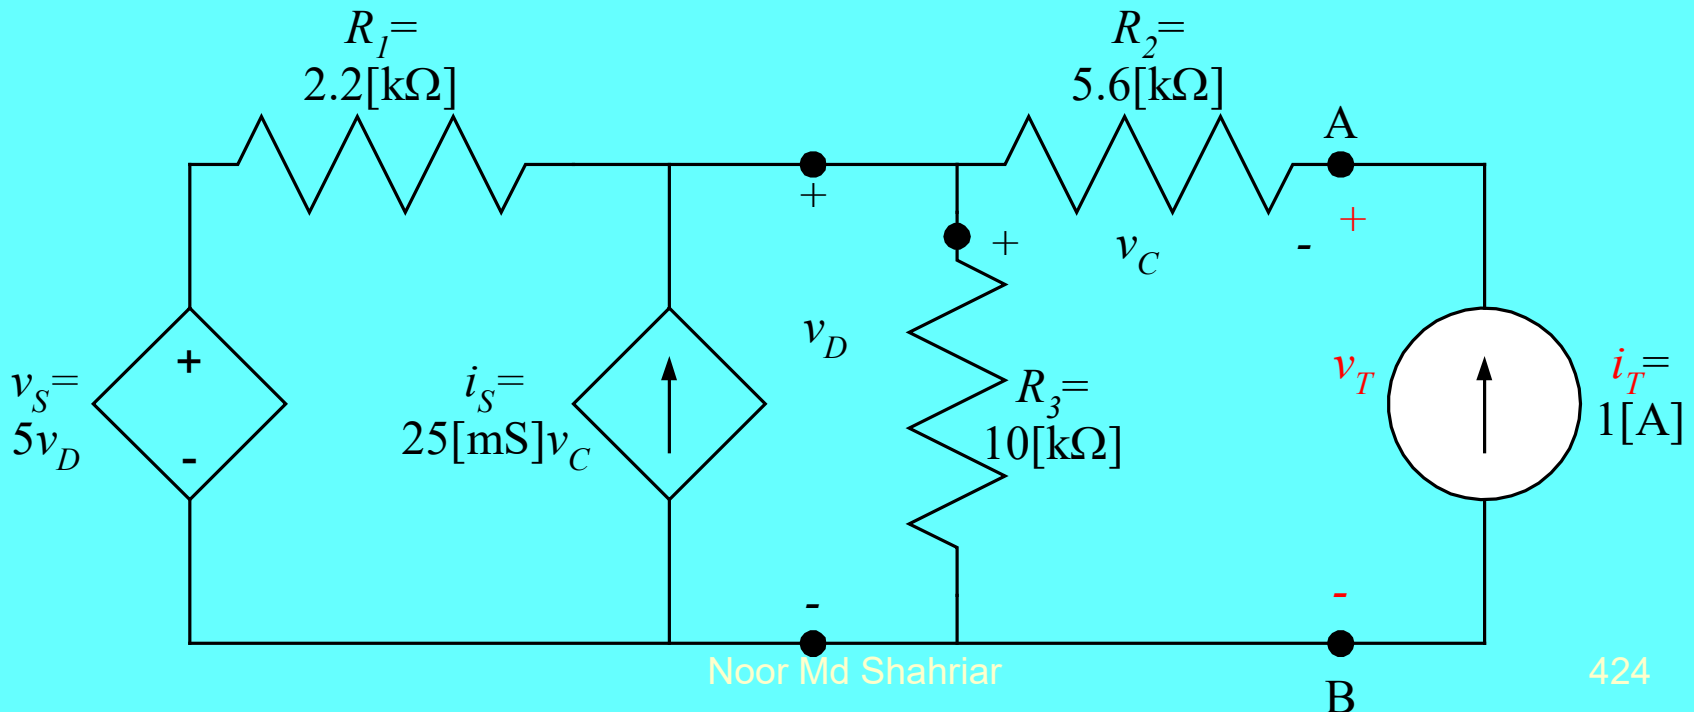 R1=
2.2[kΩ]
R2=
5.6[kΩ]
A
+
+
+
vC
-
vD
+
-
vS=
5vD
iS=
25[mS]vC
R3=
10[kΩ]
vT
iT=
1[A]
-
-
Noor Md Shahriar
424
B